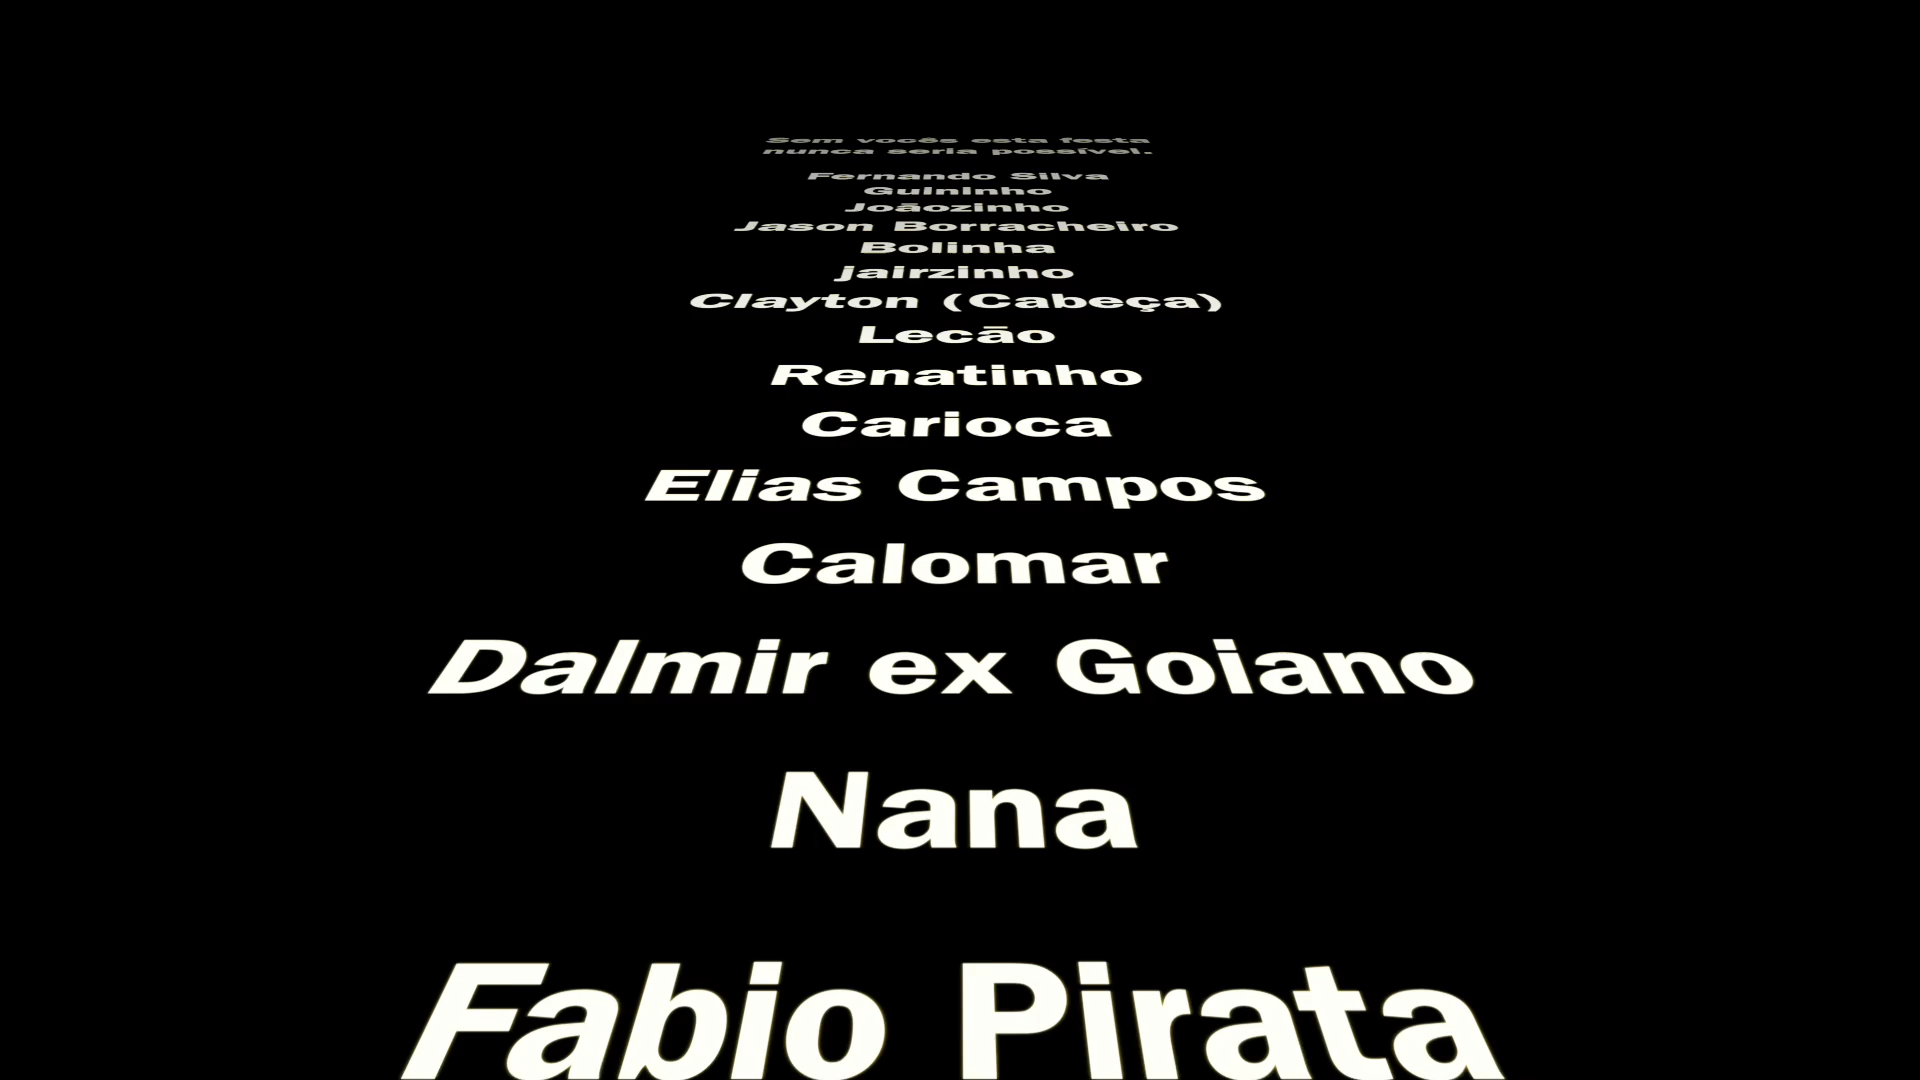 Sem vocês esta festa
nunca seria possível.
Fernando Silva
Guininho
Joãozinho
Jason Borracheiro
Bolinha
jairzinho
Clayton (Cabeça)
Lecão
Renatinho
Carioca
Elias Campos
Calomar
Dalmir ex Goiano
Nana
Fabio Pirata